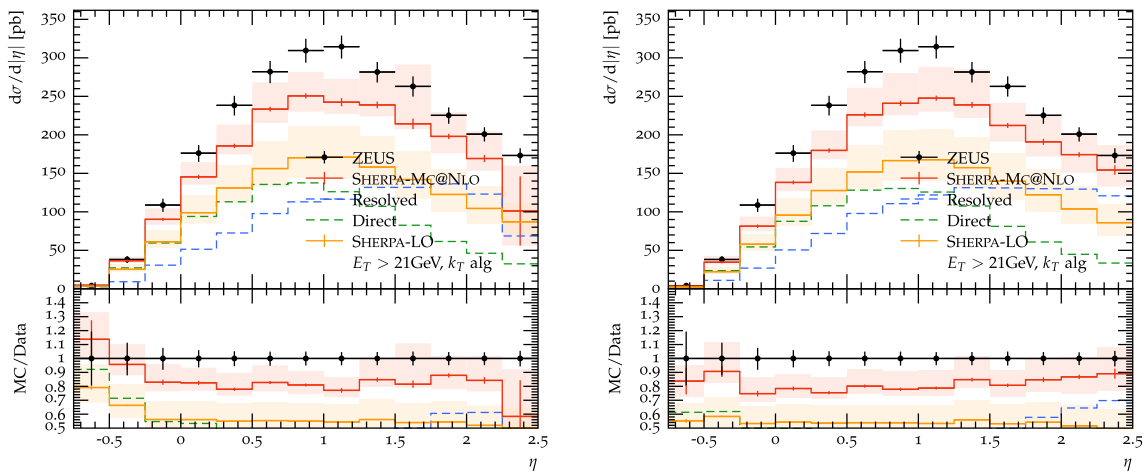 dσ/d|η| [pb]
350
300
250
200
150
100
50
0
ZEUS
SHERPA-MC@NLO
Resolved
Direct
SHERPA-LO
E_T > 21GeV, k_T alg
MC/Data
1.4
1.3
1.2
1.1
1
0.9
0.8
0.7
0.6
0.5
-0.5 0 0.5 1 1.5 2 2.5
η
dσ/d|η| [pb]
350
300
250
200
150
100
50
0
ZEUS
SHERPA-MC@NLO
Resolved
Direct
SHERPA-LO
E_T > 21GeV, k_T alg
MC/Data
1.4
1.3
1.2
1.1
1
0.9
0.8
0.7
0.6
0.5
-0.5 0 0.5 1 1.5 2 2.5
η